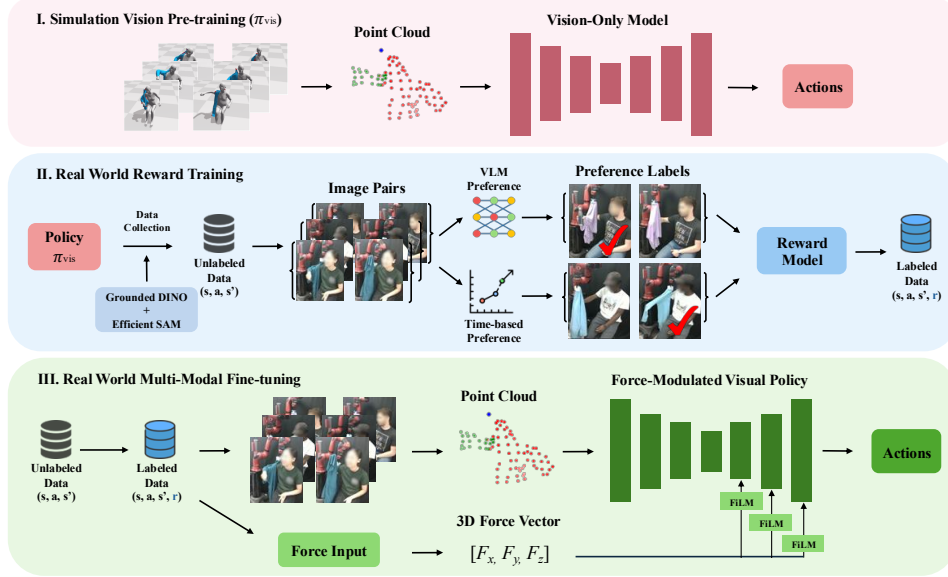 I. Simulation Vision Pre-training (πvis)
Point Cloud
Vision-Only Model
Actions
II. Real World Reward Training
Policy
πvis
Data
Collection
Grounded DINO
+
Efficient SAM
Unlabeled
Data
(s, a, s')
Image Pairs
VLM
Preference
Time-based
Preference
Preference Labels
Reward
Model
Labeled
Data
(s, a, s', r)
III. Real World Multi-Modal Fine-tuning
Unlabeled
Data
(s, a, s')
Labeled
Data
(s, a, s', r)
Point Cloud
Force-Modulated Visual Policy
Actions
FiLM
FiLM
FiLM
Force Input
3D Force Vector
[Fx, Fy, Fz]